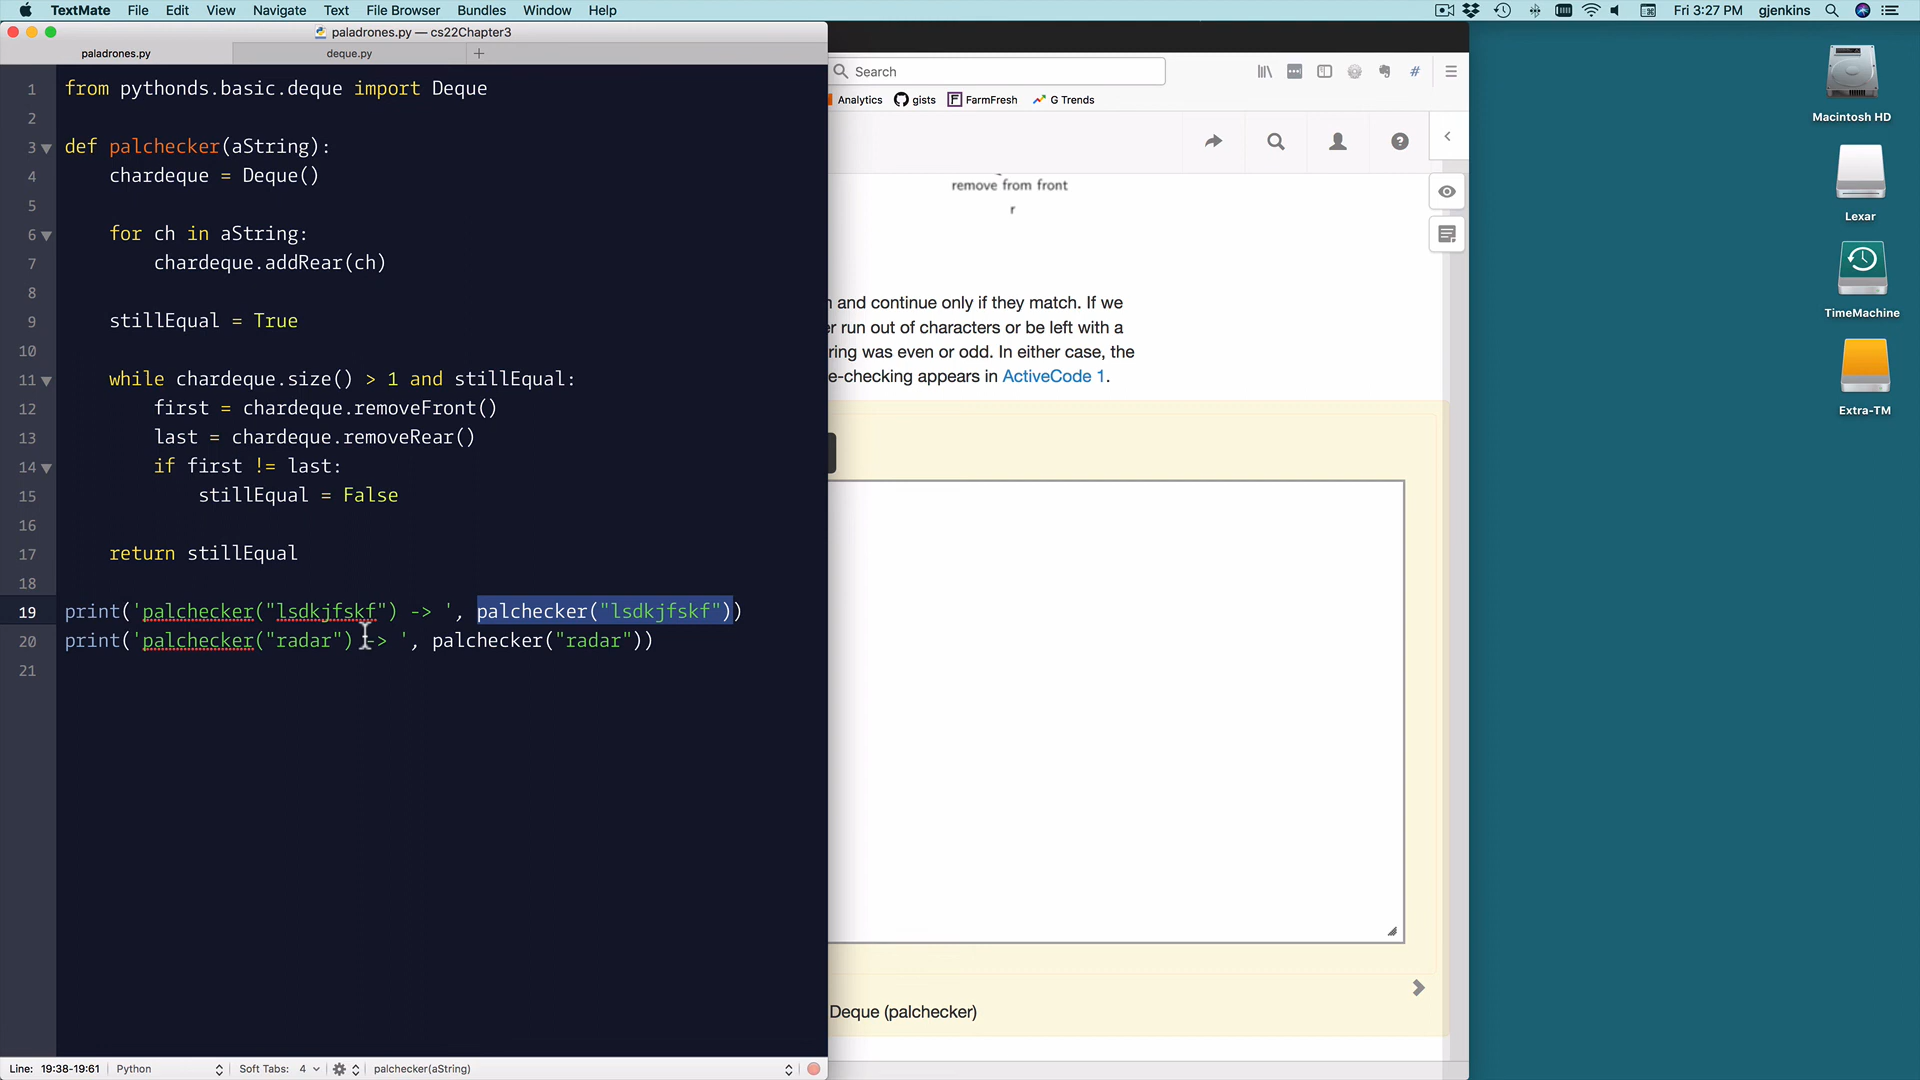 TextMate File Edit View Navigate Text File Browser Bundles Window Help
Fri 3:27 PM gjenkins
paladrones.py — cs22Chapter3
paladrones.py deque.py +
1 from pythonds.basic.deque import Deque
2
3 def palchecker(aString):
4 chardeque = Deque()
5
6 for ch in aString:
7 chardeque.addRear(ch)
8
9 stillEqual = True
10
11 while chardeque.size() > 1 and stillEqual:
12 first = chardeque.removeFront()
13 last = chardeque.removeRear()
14 if first != last:
15 stillEqual = False
16
17 return stillEqual
18
19 print('palchecker("lsdkjfskf") -> ', palchecker("lsdkjfskf"))
20 print('palchecker("radar") -> ', palchecker("radar"))
21
Line: 19:38-19:61 Python Soft Tabs: 4 palchecker(aString)
Search
#
Analytics gists FarmFresh G Trends
remove from front
r
and continue only if they match. If we
run out of characters or be left with a
ring was even or odd. In either case, the
e-checking appears in ActiveCode 1.
Deque (palchecker)
Macintosh HD
Lexar
TimeMachine
Extra-TM